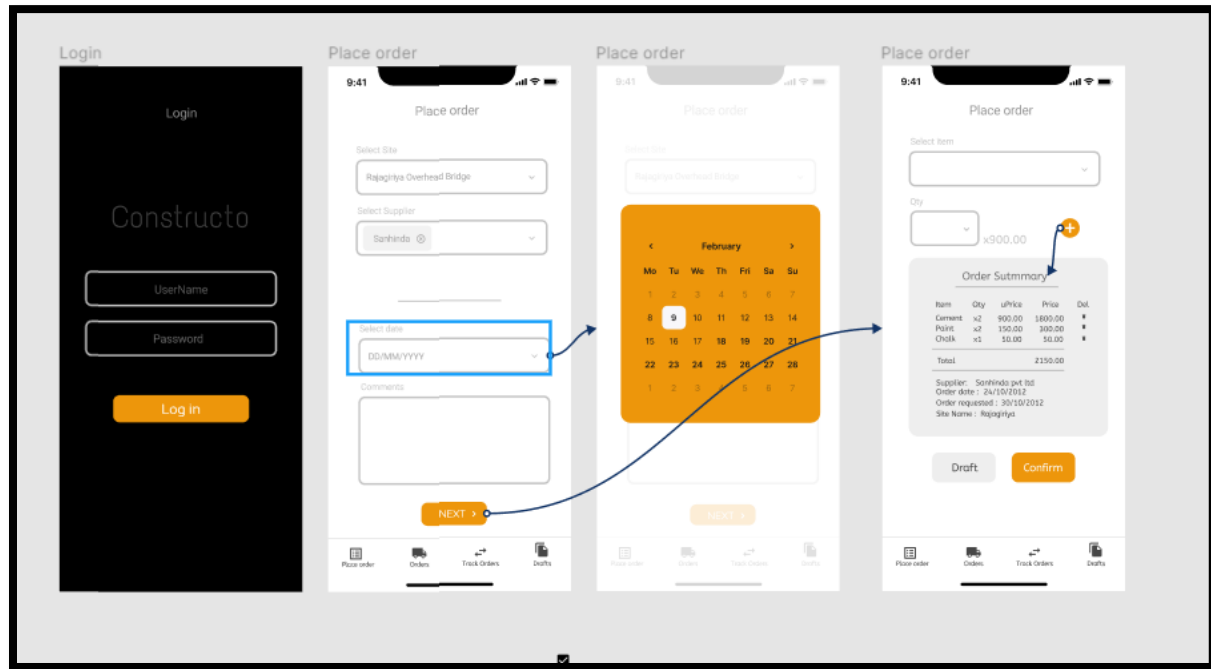 Login
Login
Constructo
UserName
Password
Log in
Place order
9:41
Place order
Select Site
Rajagiriya Overhead Bridge
Select Supplier
Sanhinda
Select date
DD/MM/YYYY
Comments
NEXT >
Place order Orders Track Orders Drafts
Place order
9:41
Place order
Select Site
Rajagiriya Overhead Bridge
< February >
Mo Tu We Th Fri Sa Su
1 2 3 4 5 6 7
8 9 10 11 12 13 14
15 16 17 18 19 20 21
22 23 24 25 26 27 28
1 2 3 4 5 6 7
NEXT >
Place order Orders Track Orders Drafts
Place order
9:41
Place order
Select Item
Qty
x900.00
Order Sutmmary
Item Qty uPrice Price Del.
Cement x2 900.00 1800.00
Paint x2 150.00 300.00
Chalk x1 50.00 50.00
Total 2150.00
Supplier: Sanhinda pvt ltd
Order date : 24/10/2012
Order requested : 30/10/2012
Site Name : Rajagiriya
Draft Confirm
Place order Orders Track Orders Drafts